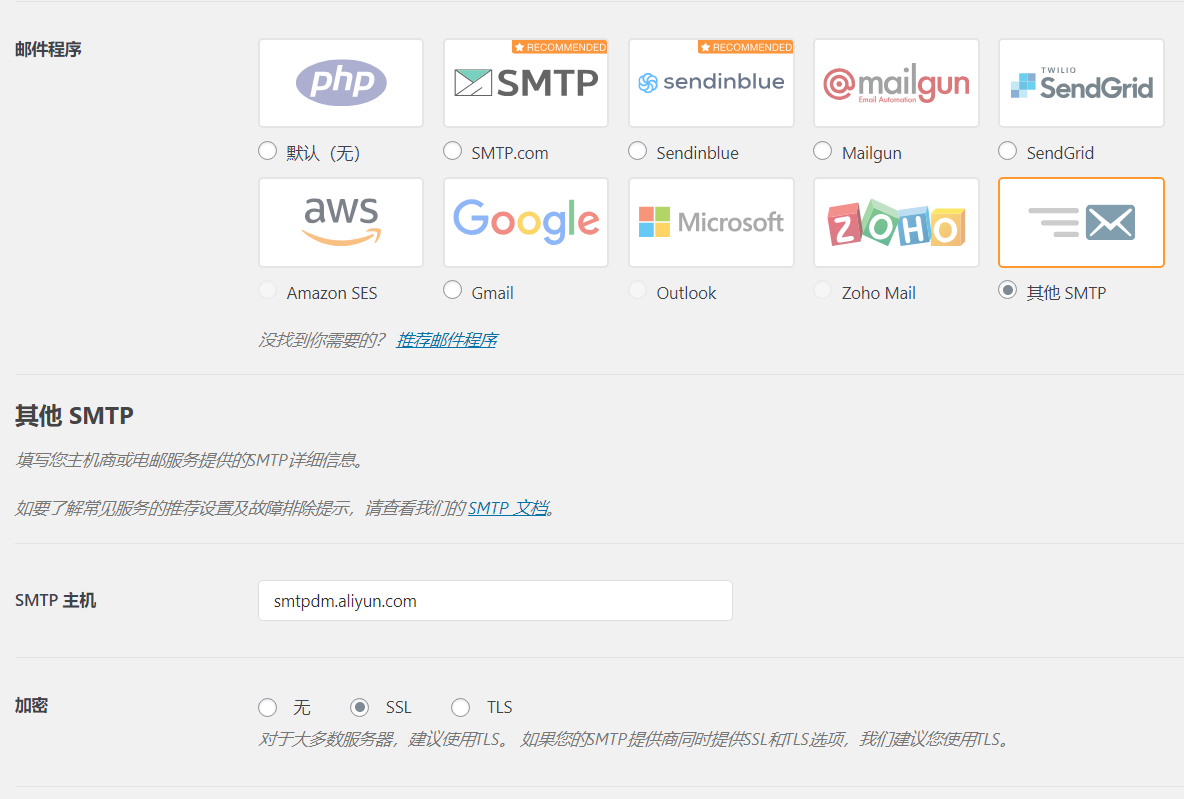 邮件程序
php
RECOMMENDED
SMTP
RECOMMENDED
sendinblue
@mailgun
Email Automation
TWILIO
SendGrid
默认（无）
SMTP.com
Sendinblue
Mailgun
SendGrid
aws
Google
Microsoft
ZOHO
Amazon SES
Gmail
Outlook
Zoho Mail
其他 SMTP
没找到你需要的？ 推荐邮件程序
其他 SMTP
填写您主机商或电邮服务提供的SMTP详细信息。
如要了解常见服务的推荐设置及故障排除提示，请查看我们的 SMTP 文档。
SMTP 主机
smtpdm.aliyun.com
加密
无
SSL
TLS
对于大多数服务器，建议使用TLS。 如果您的SMTP提供商同时提供SSL和TLS选项，我们建议您使用TLS。